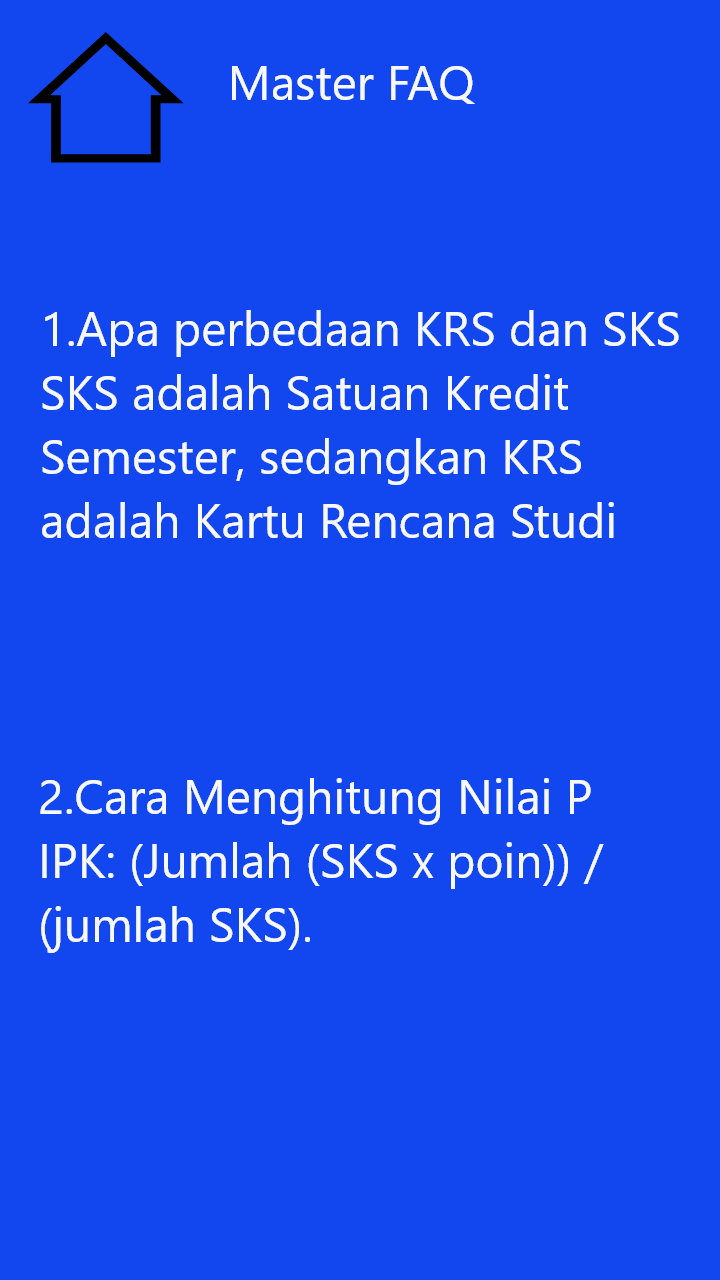 Master FAQ
1.Apa perbedaan KRS dan SKS
SKS adalah Satuan Kredit
Semester, sedangkan KRS
adalah Kartu Rencana Studi
2.Cara Menghitung Nilai P
IPK: (Jumlah (SKS x poin)) /
(jumlah SKS).